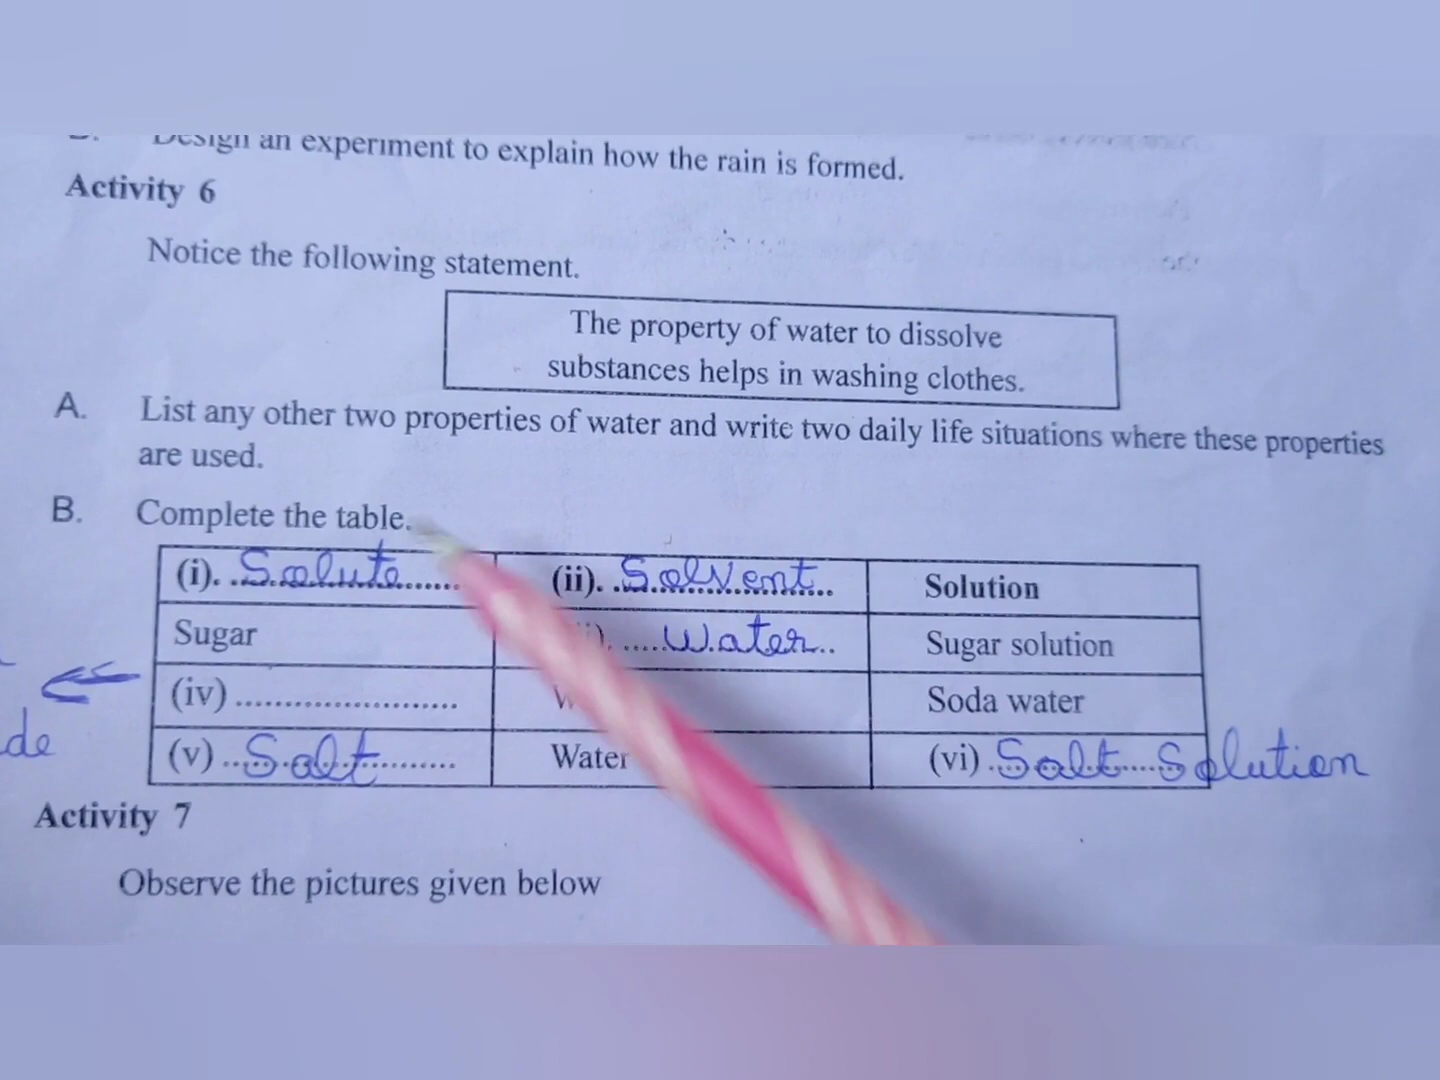 Design an experiment to explain how the rain is formed.
Activity 6
Notice the following statement.
The property of water to dissolve
substances helps in washing clothes.
A. List any other two properties of water and write two daily life situations where these properties
are used.
B. Complete the table.
(i). Solute (ii). Solvent Solution
Sugar Water Sugar solution
(iv) ........................ Soda water
de (v) Salt Water (vi) Salt Solution
Activity 7
Observe the pictures given below